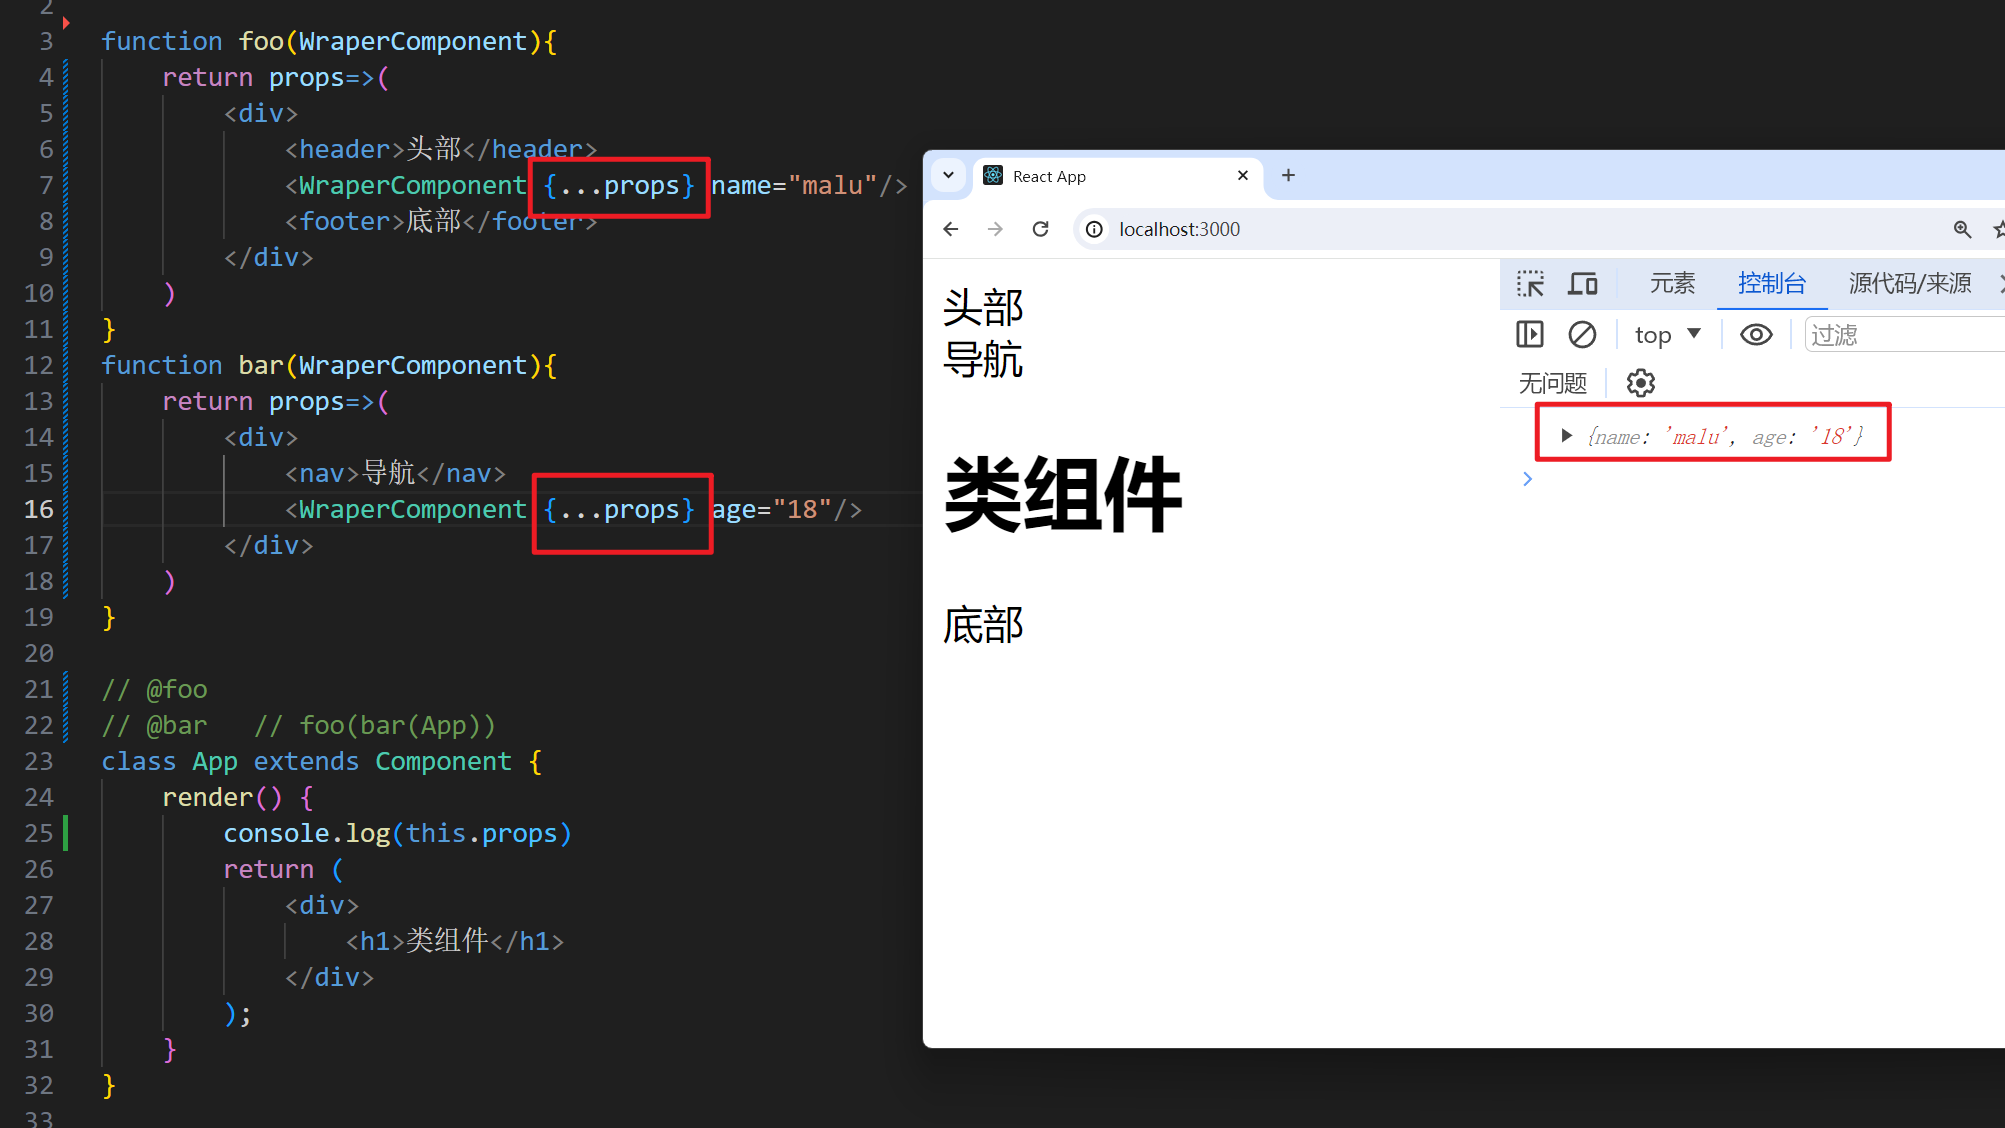 2
3 function foo(WraperComponent){
4 return props=>(
5 <div>
6 <header>头部</header>
7 <WraperComponent {...props} name="malu"/>
8 <footer>底部</footer>
9 </div>
10 )
11 }
12 function bar(WraperComponent){
13 return props=>(
14 <div>
15 <nav>导航</nav>
16 <WraperComponent {...props} age="18"/>
17 </div>
18 )
19 }
20
21 // @foo
22 // @bar // foo(bar(App))
23 class App extends Component {
24 render() {
25 console.log(this.props)
26 return (
27 <div>
28 <h1>类组件</h1>
29 </div>
30 );
31 }
32 }
33
React App
localhost:3000
头部
导航
类组件
底部
元素 控制台 源代码/来源
top 过滤
无问题
{name: 'malu', age: '18'}